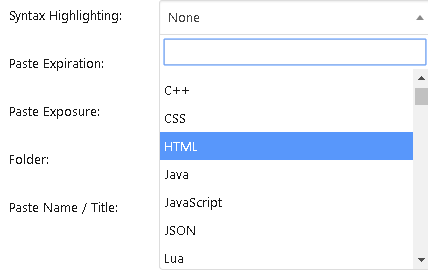 Syntax Highlighting:
None
Paste Expiration:
C++
Paste Exposure:
CSS
HTML
Folder:
Java
JavaScript
Paste Name / Title:
JSON
Lua